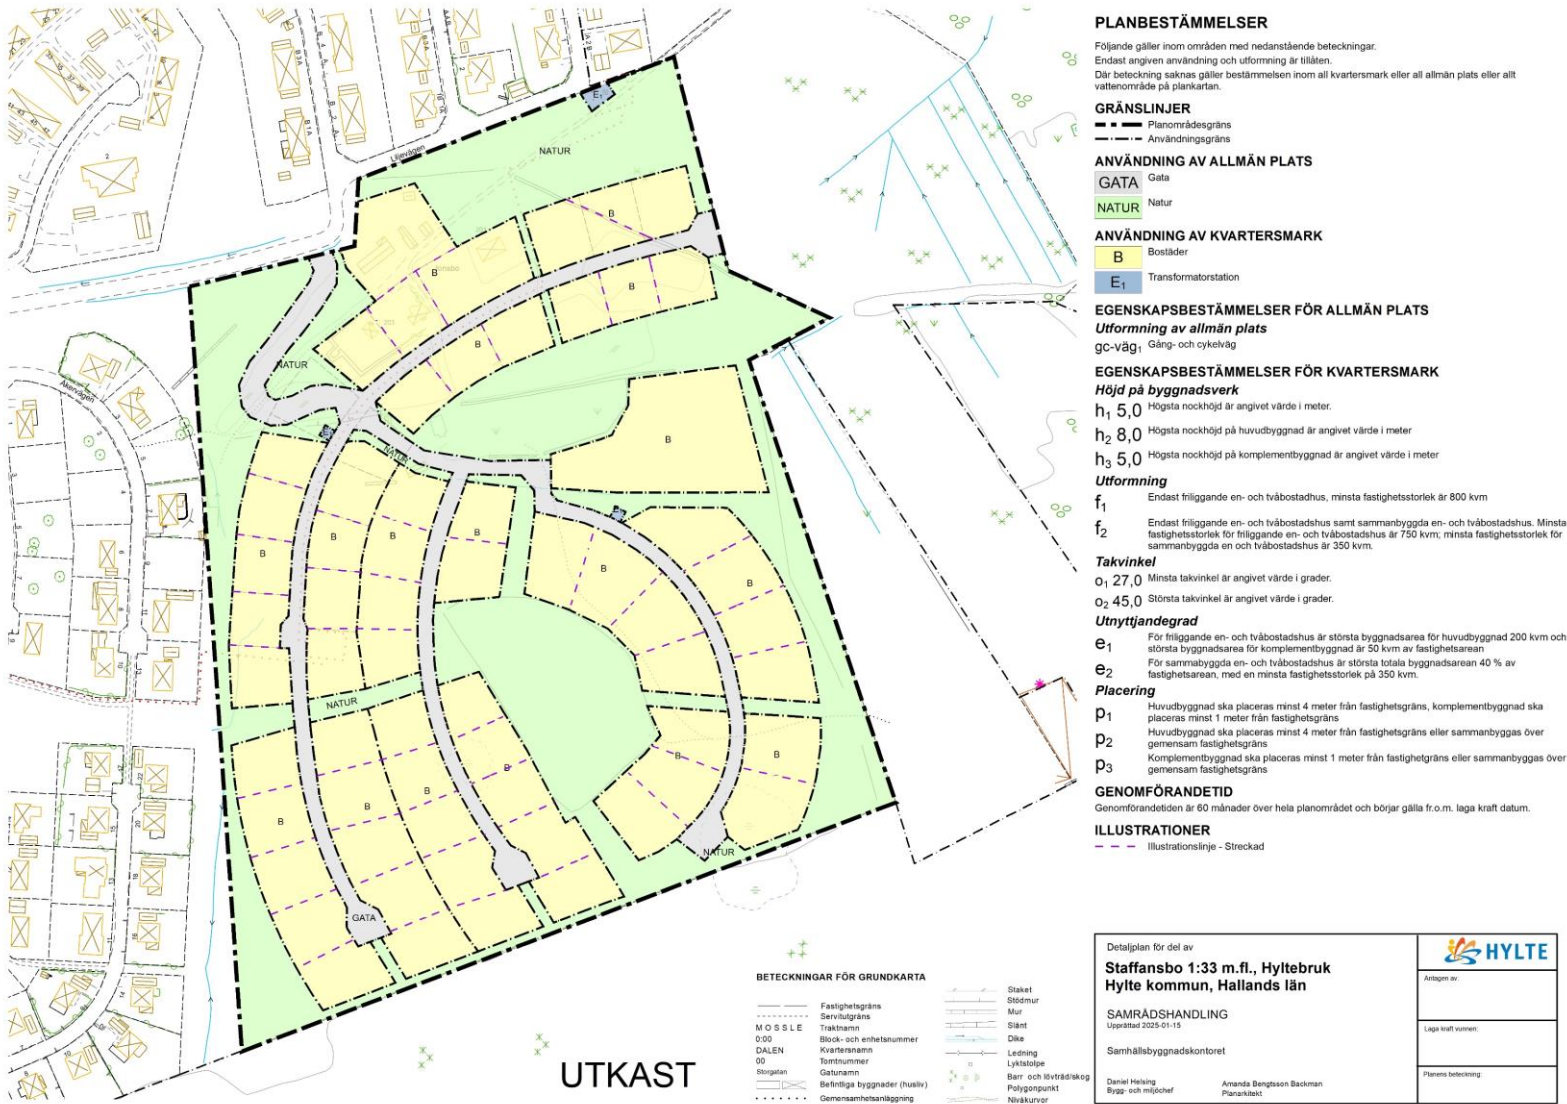 PLANBESTÄMMELSER
Följande gäller inom områden med nedanstående beteckningar.
Endast angiven användning och utformning är tillåten.
Där beteckning saknas gäller bestämmelsen inom all kvartersmark eller all allmän plats eller allt
vattenområde på plankartan.
GRÄNSLINJER
Planområdesgräns
Användningsgräns
ANVÄNDNING AV ALLMÄN PLATS
GATA Gata
NATUR Natur
ANVÄNDNING AV KVARTERSMARK
B Bostäder
E₁ Transformatorstation
EGENSKAPSBESTÄMMELSER FÖR ALLMÄN PLATS
Utformning av allmän plats
gc-väg₁ Gång- och cykelväg
EGENSKAPSBESTÄMMELSER FÖR KVARTERSMARK
Höjd på byggnadsverk
h₁ 5,0 Högsta nockhöjd är angivet värde i meter.
h₂ 8,0 Högsta nockhöjd på huvudbyggnad är angivet värde i meter
h₃ 5,0 Högsta nockhöjd på komplementbyggnad är angivet värde i meter
Utformning
f₁ Endast friliggande en- och tvåbostadhus, minsta fastighetsstorlek är 800 kvm
f₂ Endast friliggande en- och tvåbostadshus samt sammanbyggda en- och tvåbostadshus. Minsta
fastighetsstorlek för friliggande en- och tvåbostadshus är 750 kvm; minsta fastighetsstorlek för
sammanbyggda en och tvåbostadshus är 350 kvm.
Takvinkel
o₁ 27,0 Minsta takvinkel är angivet värde i grader.
o₂ 45,0 Största takvinkel är angivet värde i grader.
Utnyttjandegrad
e₁ För friliggande en- och tvåbostadshus är största byggnadsarea för huvudbyggnad 200 kvm och
största byggnadsarea för komplementbyggnad är 50 kvm av fastighetsarean
e₂ För sammabyggda en- och tvåbostadshus är största totala byggnadsarean 40 % av
fastighetsarean, med en minsta fastighetsstorlek på 350 kvm.
Placering
p₁ Huvudbyggnad ska placeras minst 4 meter från fastighetsgräns, komplementbyggnad ska
placeras minst 1 meter från fastighetsgräns
p₂ Huvudbyggnad ska placeras minst 4 meter från fastighetsgräns eller sammanbyggas över
gemensam fastighetsgräns
p₃ Komplementbyggnad ska placeras minst 1 meter från fastighetgräns eller sammanbyggas över
gemensam fastighetsgräns
GENOMFÖRANDETID
Genomförandetiden är 60 månader över hela planområdet och börjar gälla fr.o.m. laga kraft datum.
ILLUSTRATIONER
Illustrationslinje - Streckad
Liljevägen
Åkervägen
E₁
NATUR
B
B
B
B
NATUR
NATUR
B
B
B
B
B
B
B
NATUR
B
B
B
B
B
B
NATUR
GATA
UTKAST
BETECKNINGAR FÖR GRUNDKARTA
Fastighetsgräns
Servitutgräns
MOSSLE Traktnamn
0:00 Block- och enhetsnummer
DALEN Kvartersnamn
00 Tomtnummer
Storgatan Gatunamn
Befintliga byggnader (husliv)
Gemensamhetsanläggning
Staket
Stödmur
Mur
Slänt
Dike
Ledning
Lyktstolpe
Barr och lövträd/skog
Polygonpunkt
Nivåkurvor
Detaljplan för del av
Staffansbo 1:33 m.fl., Hyltebruk
Hylte kommun, Hallands län
SAMRÅDSHANDLING
Upprättad 2025-01-15
Samhällsbyggnadskontoret
Daniel Helsing
Bygg- och miljöchef
Amanda Bengtsson Backman
Planarkitekt
HYLTE
Antagen av:
Laga kraft vunnen:
Planens beteckning: